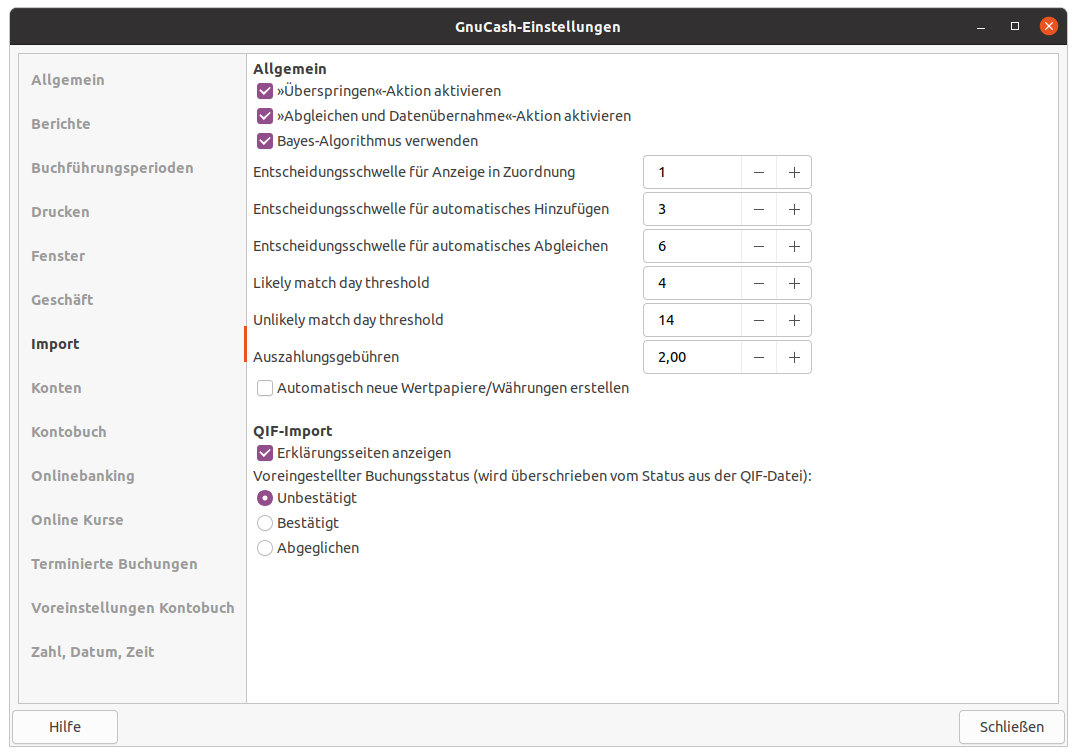 GnuCash-Einstellungen
Allgemein
Berichte
Buchführungsperioden
Drucken
Fenster
Geschäft
Import
Konten
Kontobuch
Onlinebanking
Online Kurse
Terminierte Buchungen
Voreinstellungen Kontobuch
Zahl, Datum, Zeit
Allgemein
»Überspringen«-Aktion aktivieren
»Abgleichen und Datenübernahme«-Aktion aktivieren
Bayes-Algorithmus verwenden
Entscheidungsschwelle für Anzeige in Zuordnung 1
Entscheidungsschwelle für automatisches Hinzufügen 3
Entscheidungsschwelle für automatisches Abgleichen 6
Likely match day threshold 4
Unlikely match day threshold 14
Auszahlungsgebühren 2,00
Automatisch neue Wertpapiere/Währungen erstellen
QIF-Import
Erklärungsseiten anzeigen
Voreingestellter Buchungsstatus (wird überschrieben vom Status aus der QIF-Datei):
Unbestätigt
Bestätigt
Abgeglichen
Hilfe
Schließen